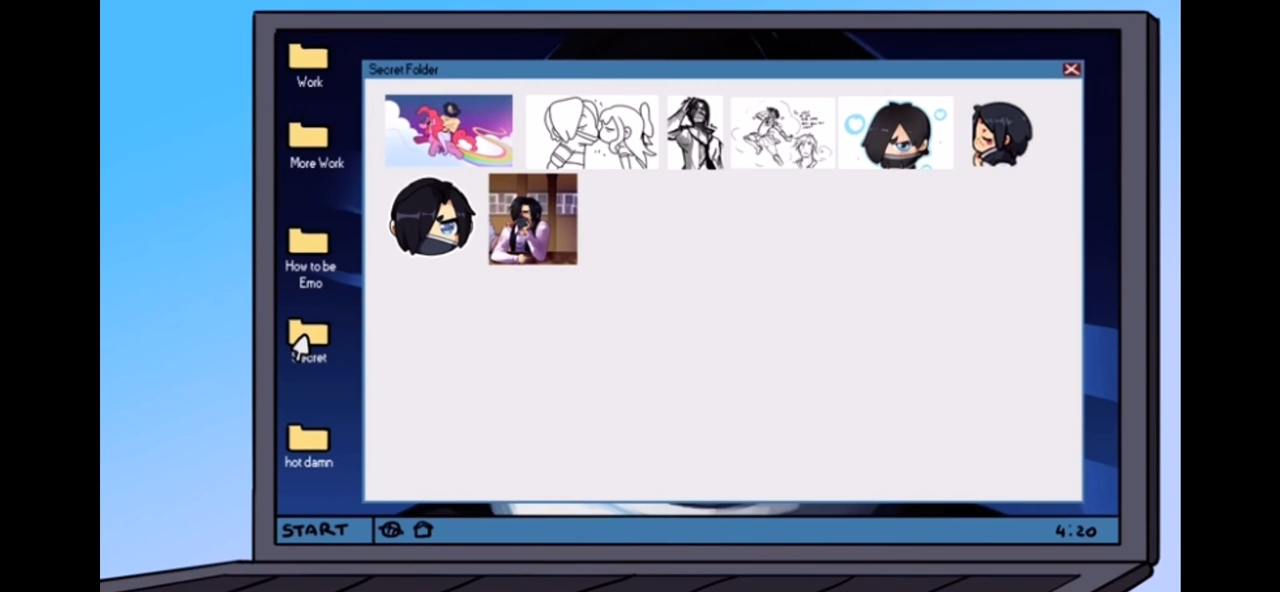 Work
Secret Folder
More Work
How to be
Emo
hot damn
START
4:20